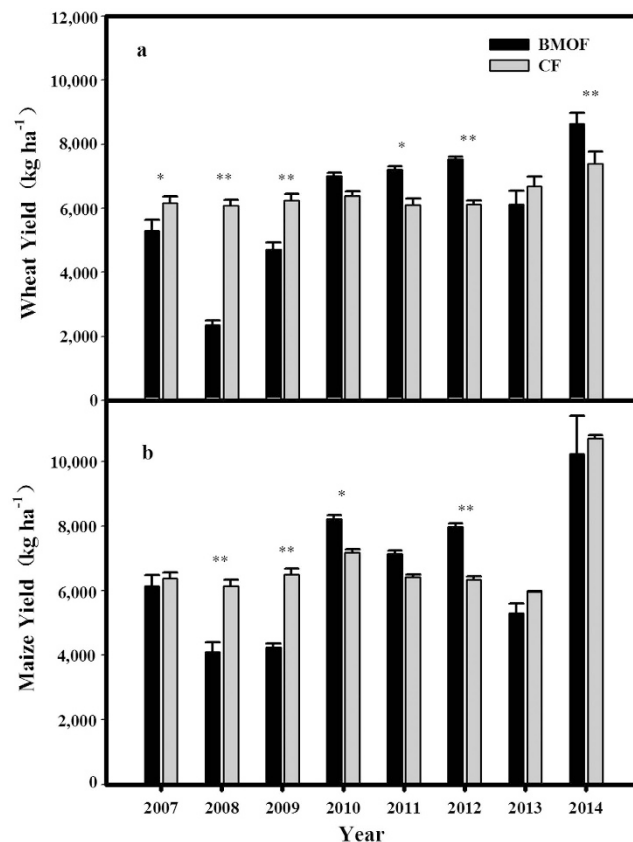 12,000
a
BMOF
CF
10,000
**
8,000
* ** ** * **
6,000
4,000
2,000
0
Wheat Yield (kg ha⁻¹)
b
10,000
8,000
* **
** **
6,000
4,000
2,000
0
Maize Yield (kg ha⁻¹)
2007 2008 2009 2010 2011 2012 2013 2014
Year